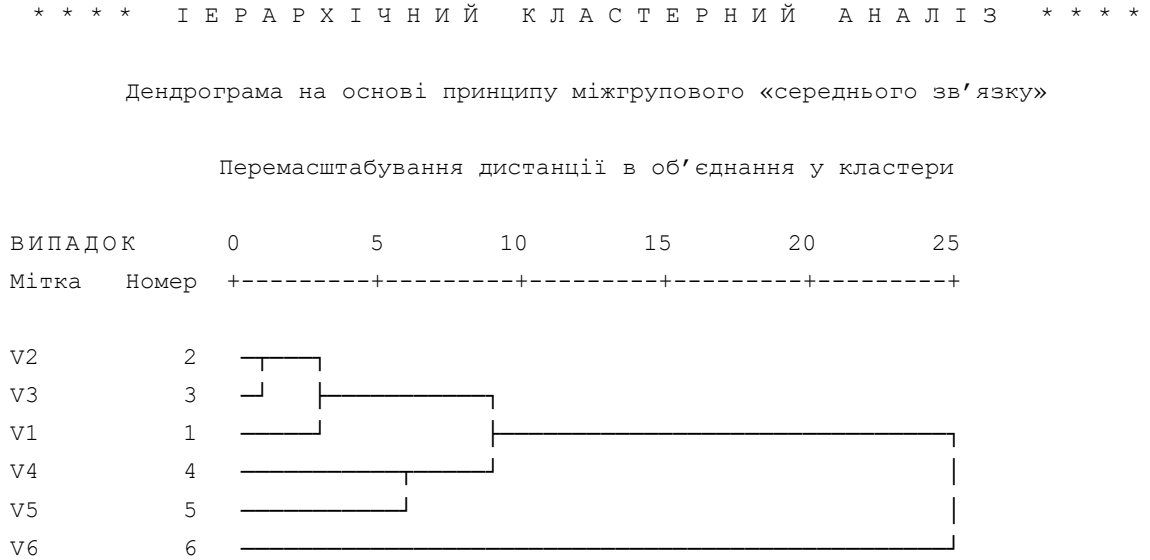 * * * * І Е Р А Р Х І Ч Н И Й К Л А С Т Е Р Н И Й А Н А Л І З * * * *
Дендрограма на основі принципу міжгрупового «середнього зв’язку»
Перемасштабування дистанції в об’єднання у кластери
ВИПАДОК 0 5 10 15 20 25
Мітка Номер +---------+---------+---------+---------+---------+
V2 2
V3 3
V1 1
V4 4
V5 5
V6 6